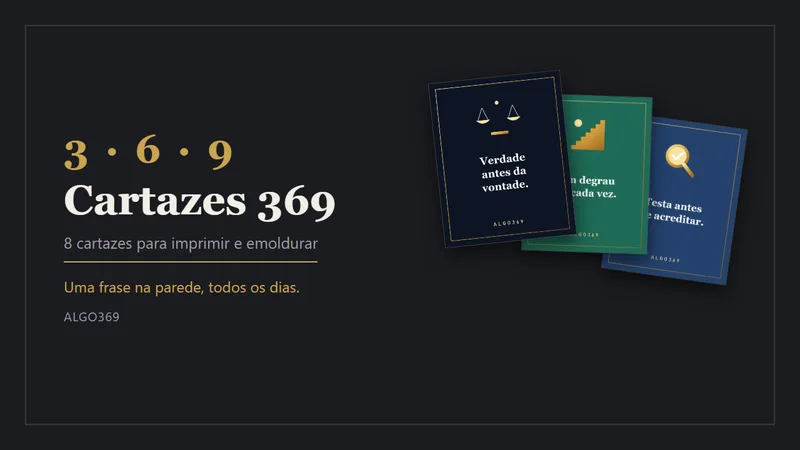 3 · 6 · 9
Cartazes 369
8 cartazes para imprimir e emoldurar
Uma frase na parede, todos os dias.
ALGO369
Verdade
antes da
vontade.
ALGO369
degrau
cada vez.
ALGO369
Testa antes
e acreditar.
ALGO369